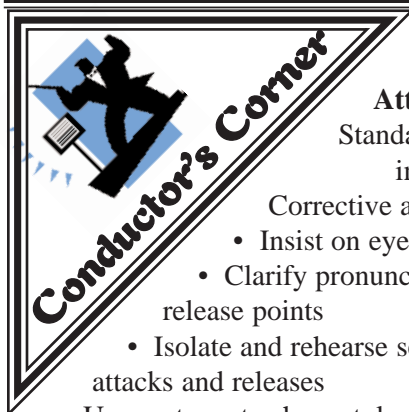 Conductor's Corner
Att
Standa
in
Corrective a
• Insist on eye
• Clarify pronunc
release points
• Isolate and rehearse s
attacks and releases